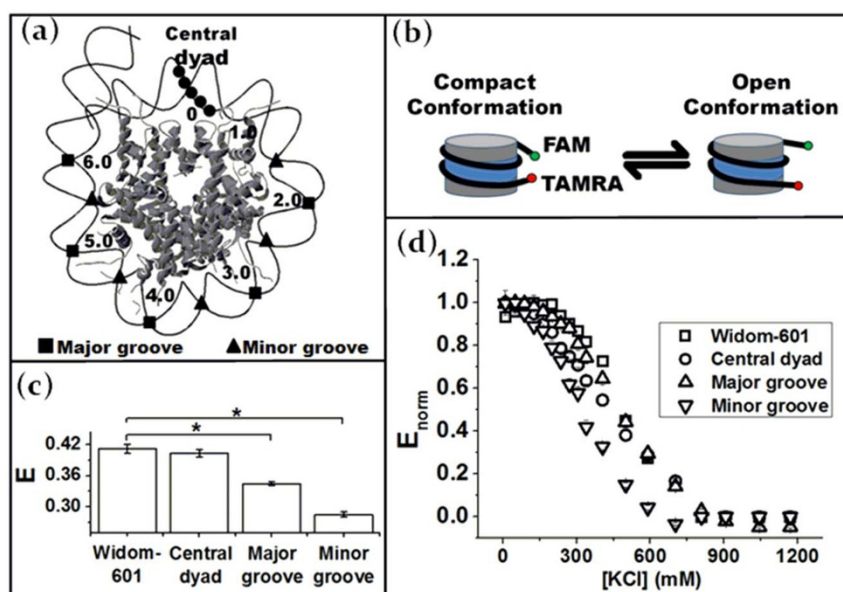 (a)
Central
dyad
0
1.0
2.0
3.0
4.0
5.0
6.0
Major groove
Minor groove
(b)
Compact
Conformation
Open
Conformation
FAM
TAMRA
(c)
*
*
E
0.42
0.36
0.30
Widom-
601
Central
dyad
Major
groove
Minor
groove
(d)
E norm
1.2
1.0
0.8
0.6
0.4
0.2
0.0
Widom-601
Central dyad
Major groove
Minor groove
0 300 600 900 1200
[KCl] (mM)